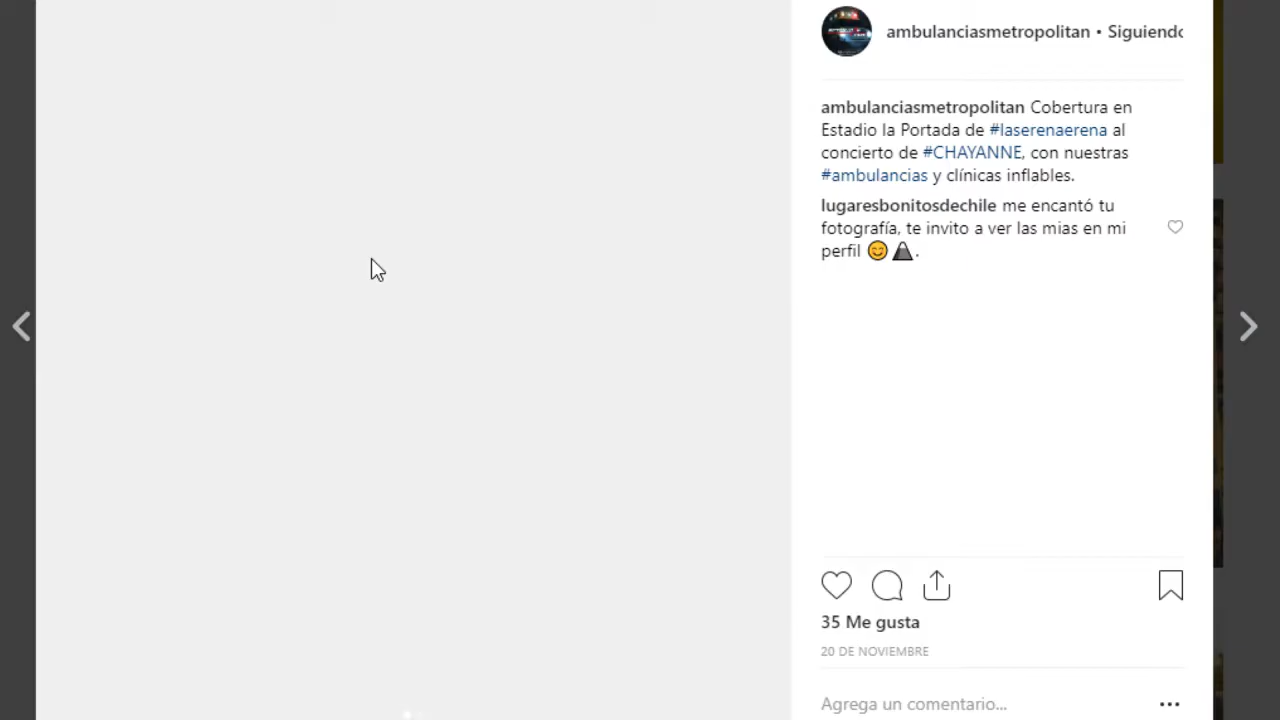 ambulanciasmetropolitan • Siguiendo
ambulanciasmetropolitan Cobertura en
Estadio la Portada de #laserenaerena al
concierto de #CHAYANNE, con nuestras
#ambulancias y clínicas inflables.
lugaresbonitosdechile me encantó tu
fotografía, te invito a ver las mias en mi
perfil 😊🗻.
35 Me gusta
20 DE NOVIEMBRE
Agrega un comentario...